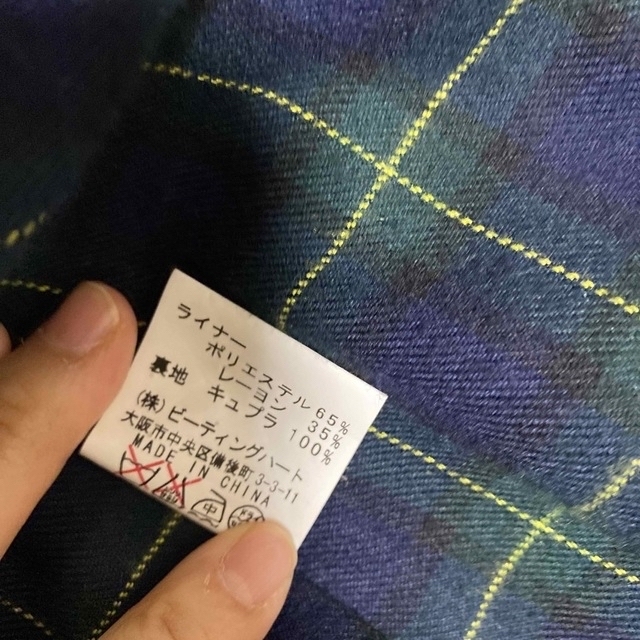 ライナー
ポリエステル 65%
レーヨン 35%
裏地 キュプラ 100%
(株)ビーディングハート
大阪市中央区備後町3-3-11
MADE IN CHINA
中